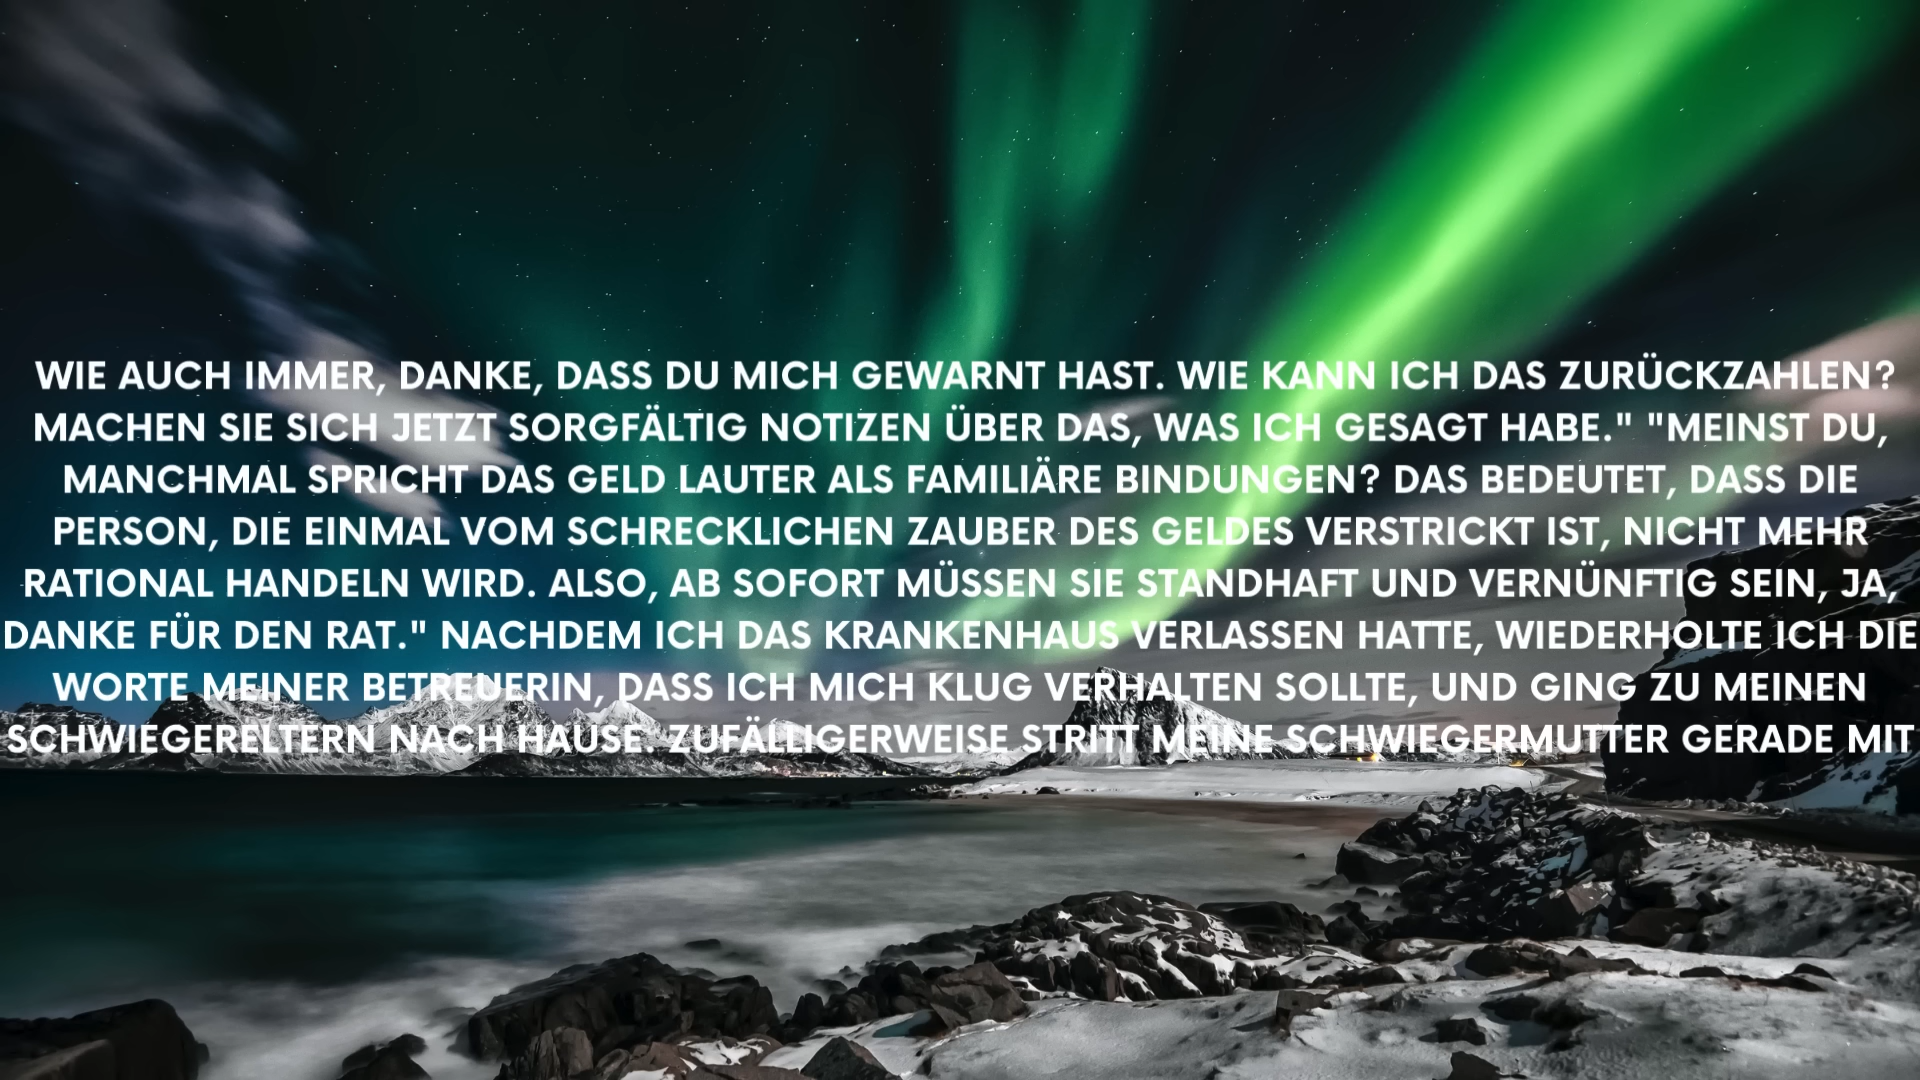 WIE AUCH IMMER, DANKE, DASS DU MICH GEWARNT HAST. WIE KANN ICH DAS ZURÜCKZAHLEN?
MACHEN SIE SICH JETZT SORGFÄLTIG NOTIZEN ÜBER DAS, WAS ICH GESAGT HABE." "MEINST DU,
MANCHMAL SPRICHT DAS GELD LAUTER ALS FAMILIÄRE BINDUNGEN? DAS BEDEUTET, DASS DIE
PERSON, DIE EINMAL VOM SCHRECKLICHEN ZAUBER DES GELDES VERSTRICKT IST, NICHT MEHR
RATIONAL HANDELN WIRD. ALSO, AB SOFORT MÜSSEN SIE STANDHAFT UND VERNÜNFTIG SEIN, JA,
DANKE FÜR DEN RAT." NACHDEM ICH DAS KRANKENHAUS VERLASSEN HATTE, WIEDERHOLTE ICH DIE
WORTE MEINER BETREUERIN, DASS ICH MICH KLUG VERHALTEN SOLLTE, UND GING ZU MEINEN
SCHWIEGERELTERN NACH HAUSE. ZUFÄLLIGERWEISE STRITT MEINE SCHWIEGERMUTTER GERADE MIT